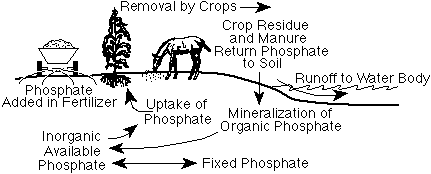 Removal by Crops
Crop Residue
and Manure
Return Phosphate
to Soil
Runoff to Water Body
Phosphate
Added in Fertilizer
Uptake of
Phosphate
Mineralization of
Organic Phosphate
Inorganic
Available
Phosphate
Fixed Phosphate